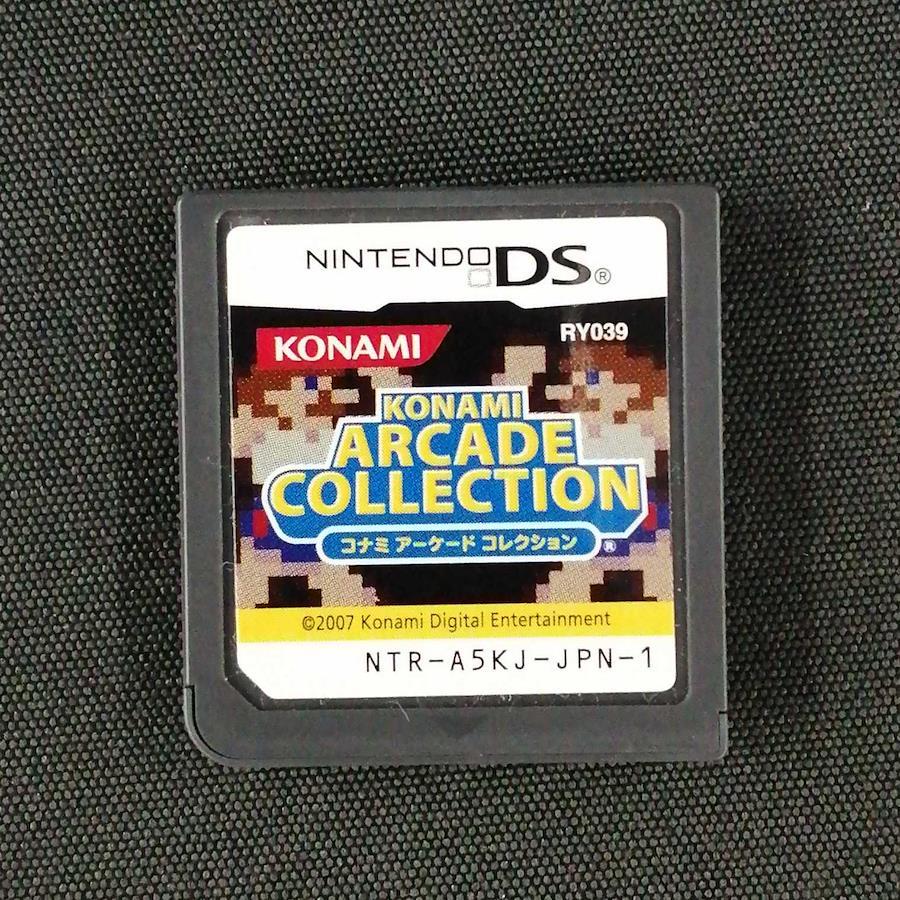 NINTENDO DS®
RY039
KONAMI
KONAMI
ARCADE
COLLECTION
コナミ アーケード コレクション ®
©2007 Konami Digital Entertainment
NTR-A5KJ-JPN-1